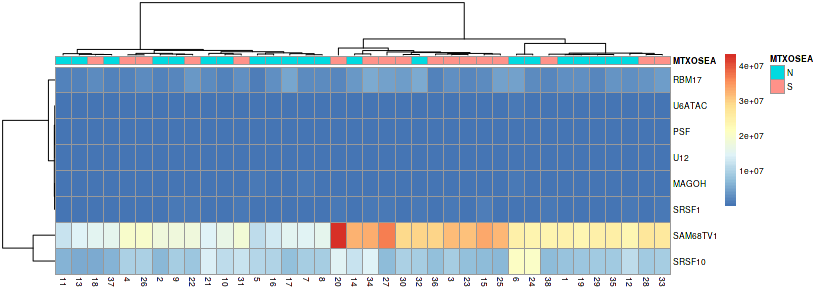 MTXOSEA
RBM17
U6ATAC
PSF
U12
MAGOH
SRSF1
SAM68TV1
SRSF10
11 13 18 37 4 26 2 9 22 21 10 31 5 16 17 7 8 20 14 34 27 30 32 36 3 23 15 25 6 24 38 1 19 29 35 12 28 33
4e+07
3e+07
2e+07
1e+07
MTXOSEA
N
S